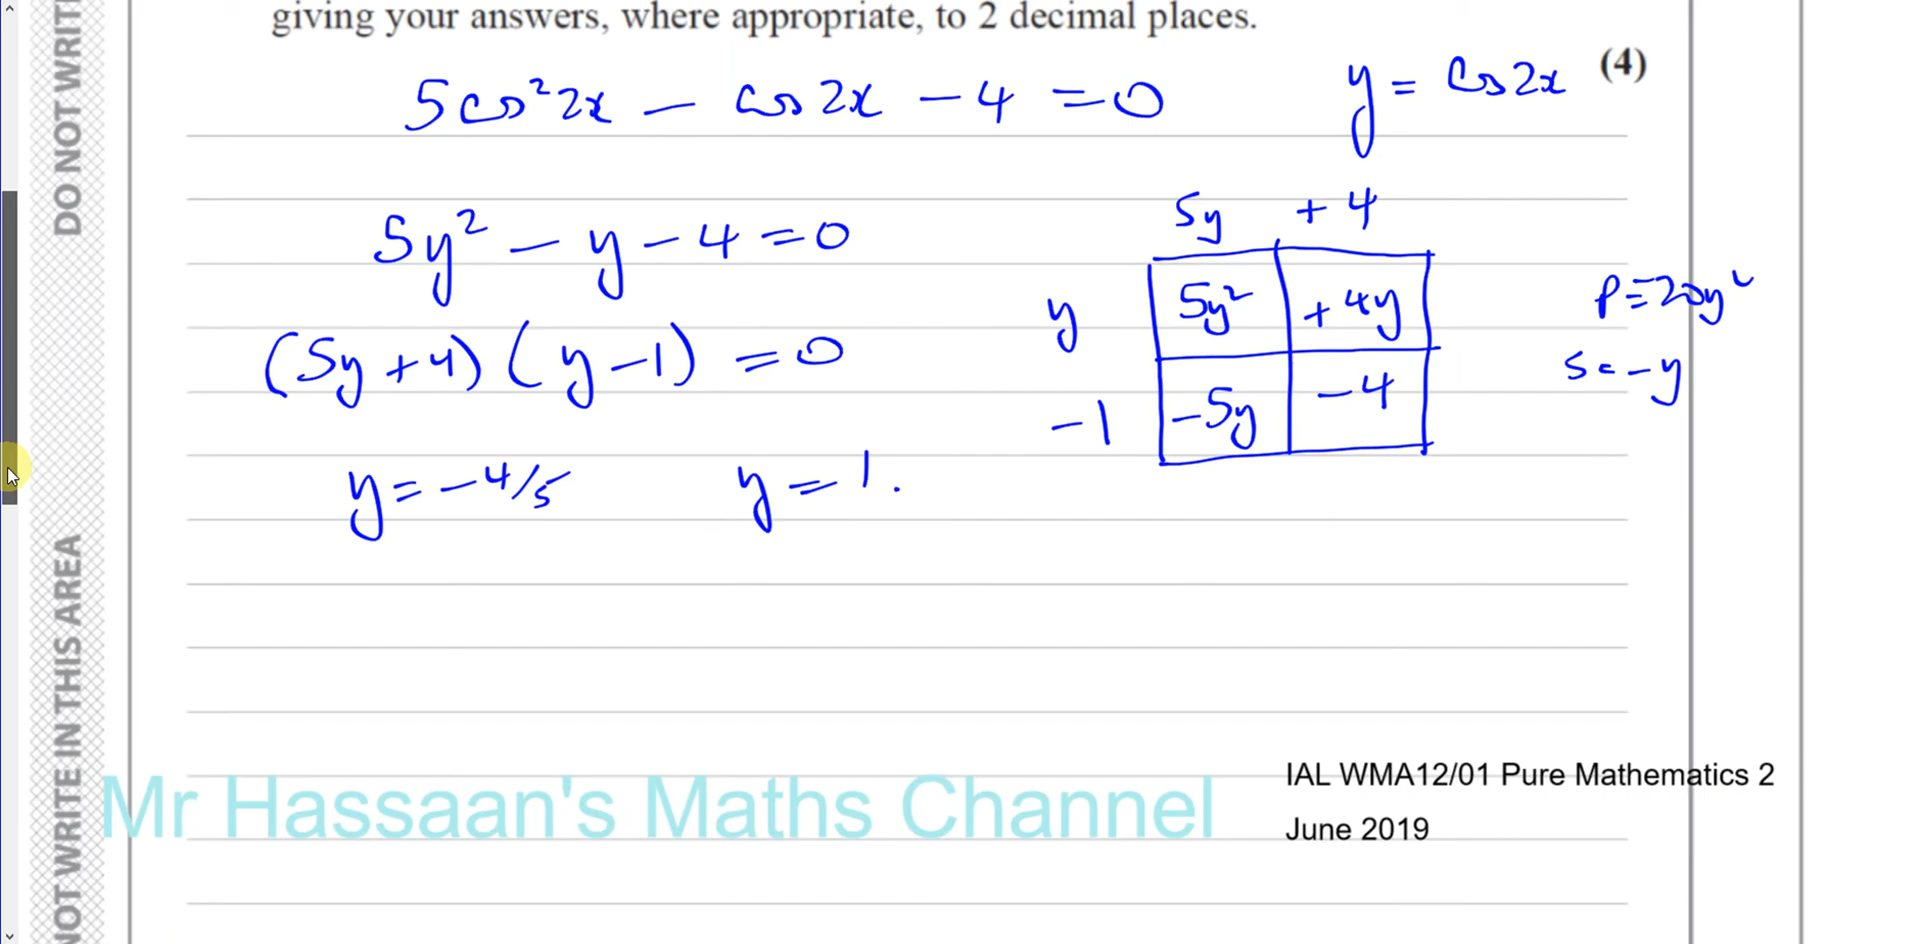 giving your answers, where appropriate, to 2 decimal places.
(4)
5cos²2x – cos2x – 4 = 0
y = cos2x
5y² – y – 4 = 0
(5y + 4)(y – 1) = 0
y = –4/5
y = 1.
5y + 4
y 5y² +4y
–1 –5y –4
P = 20y²
S = –y
DO NOT WRIT
NOT WRITE IN THIS AREA
Mr Hassaan's Maths Channel
IAL WMA12/01 Pure Mathematics 2
June 2019